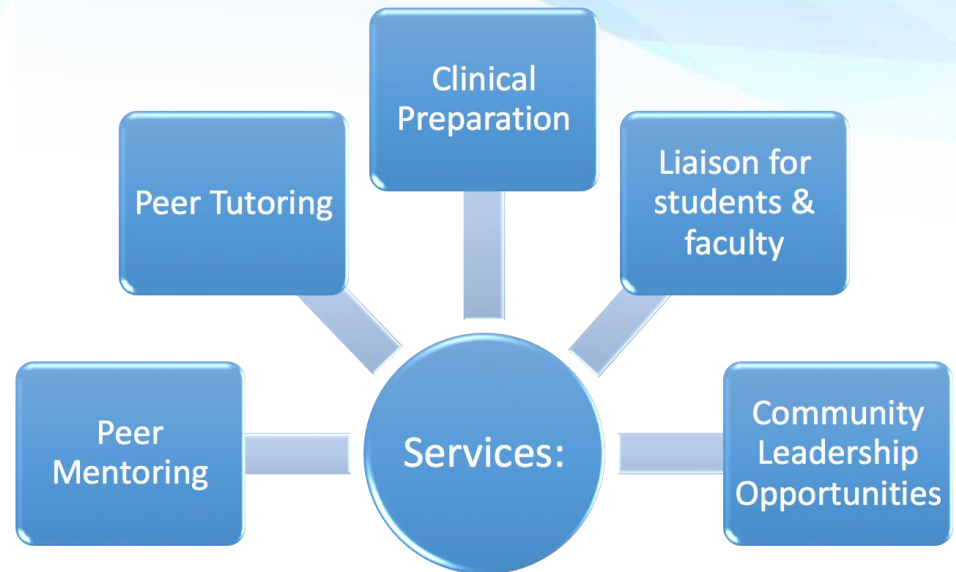 Clinical
Preparation
Peer Tutoring
Liaison for
students &
faculty
Peer
Mentoring
Services:
Community
Leadership
Opportunities